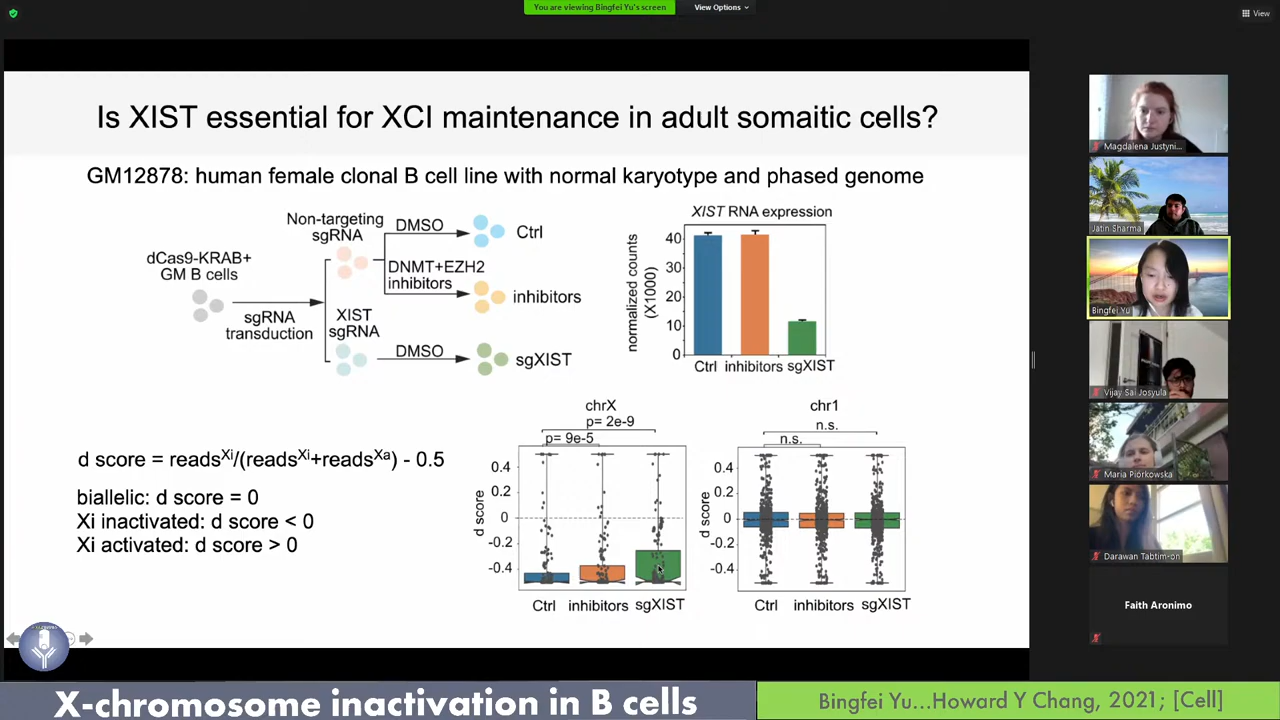 You are viewing Bingfei Yu's screen
View Options
View
Is XIST essential for XCI maintenance in adult somaitic cells?
GM12878: human female clonal B cell line with normal karyotype and phased genome
dCas9-KRAB+
GM B cells
sgRNA
transduction
Non-targeting
sgRNA
XIST
sgRNA
DMSO
DNMT+EZH2
inhibitors
DMSO
Ctrl
inhibitors
sgXIST
XIST RNA expression
normalized counts
(X1000)
40
30
20
10
0
Ctrl inhibitors sgXIST
d score = readsXi/(readsXi+readsXa) - 0.5
biallelic: d score = 0
Xi inactivated: d score < 0
Xi activated: d score > 0
chrX
p= 2e-9
p= 9e-5
d score
0.4
0.2
0
-0.2
-0.4
Ctrl inhibitors sgXIST
chr1
n.s.
n.s.
d score
0.4
0.2
0
-0.2
-0.4
Ctrl inhibitors sgXIST
Magdalena Justyni...
Jatin Sharma
Bingfei Yu
Vijay Sai Josyula
Maria Piórkowska
Darawan Tabtim-on
Faith Aronimo
X-chromosome inactivation in B cells
Bingfei Yu...Howard Y Chang, 2021; [Cell]